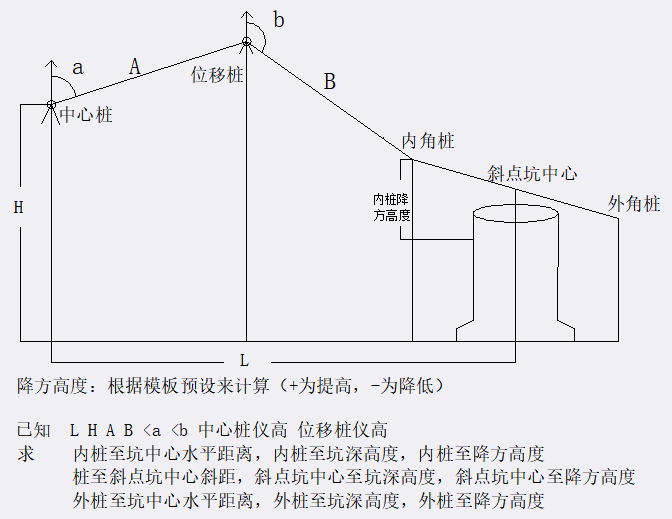 b
a
A
位移桩
中心桩
B
内角桩
斜点坑中心
外角桩
内桩降
方高度
H
L
降方高度：根据模板预设来计算（+为提高，-为降低）
已知 L H A B <a <b 中心桩仪高 位移桩仪高
求 内桩至坑中心水平距离，内桩至坑深高度，内桩至降方高度
桩至斜点坑中心斜距，斜点坑中心至坑深高度，斜点坑中心至降方高度
外桩至坑中心水平距离，外桩至坑深高度，外桩至降方高度